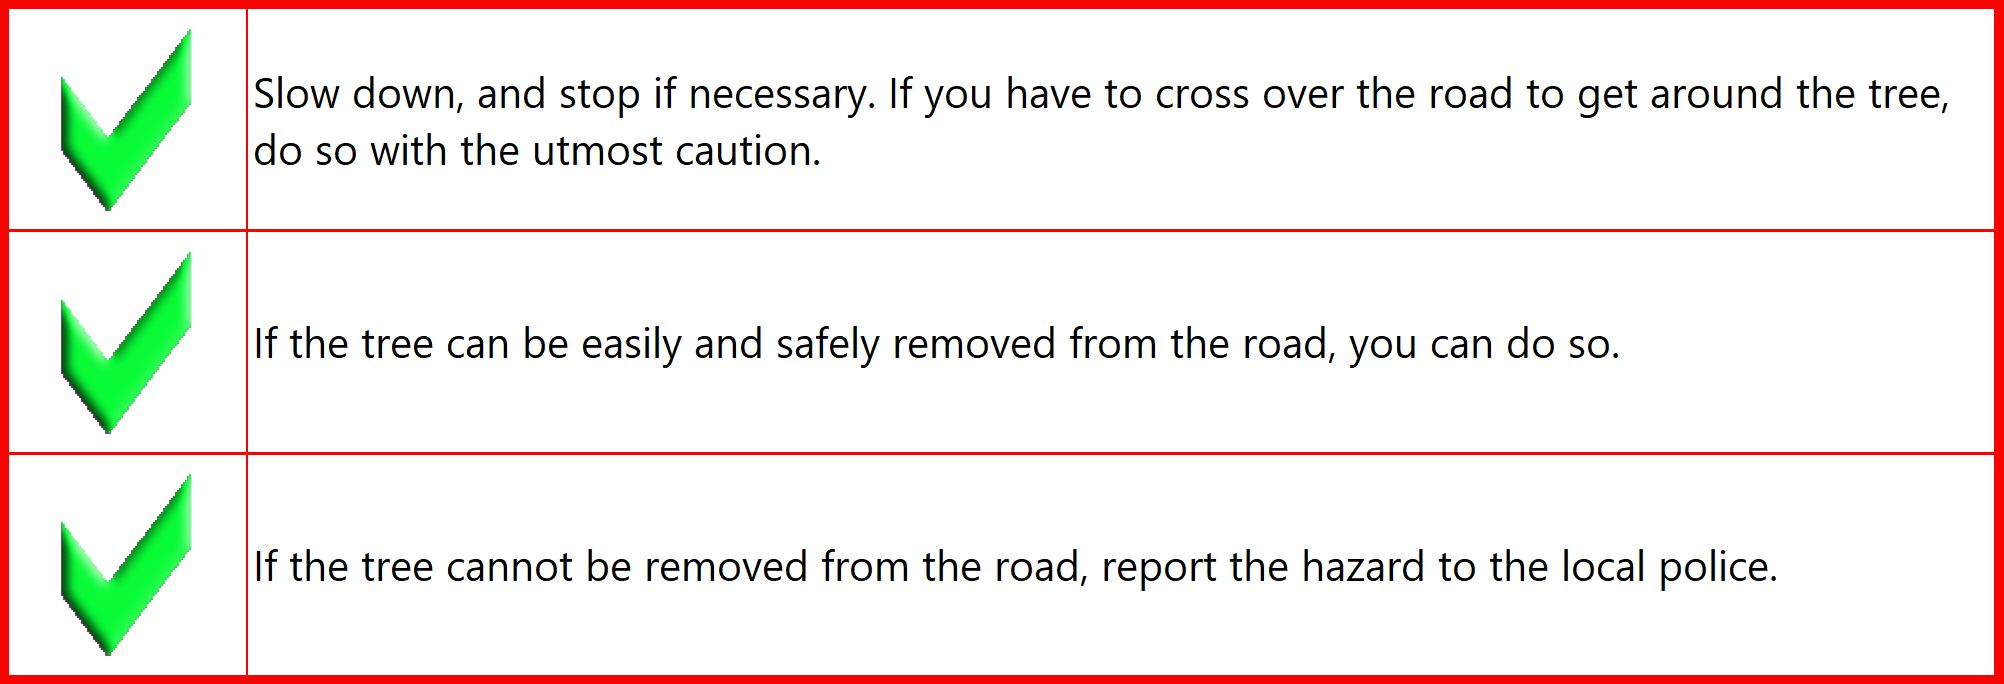 Slow down, and stop if necessary. If you have to cross over the road to get around the tree,
do so with the utmost caution.
If the tree can be easily and safely removed from the road, you can do so.
If the tree cannot be removed from the road, report the hazard to the local police.